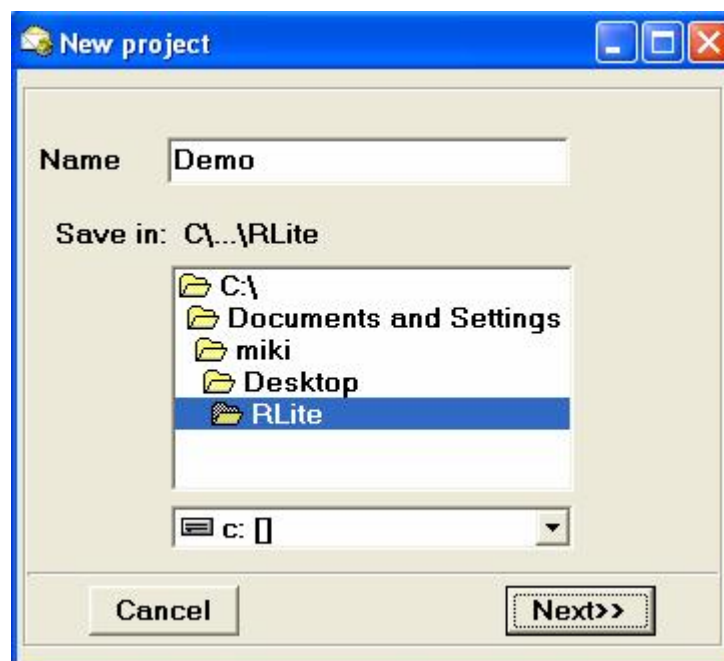 New project
Name Demo
Save in: C\...\RLite
C:\
Documents and Settings
miki
Desktop
RLite
c: []
Cancel Next>>